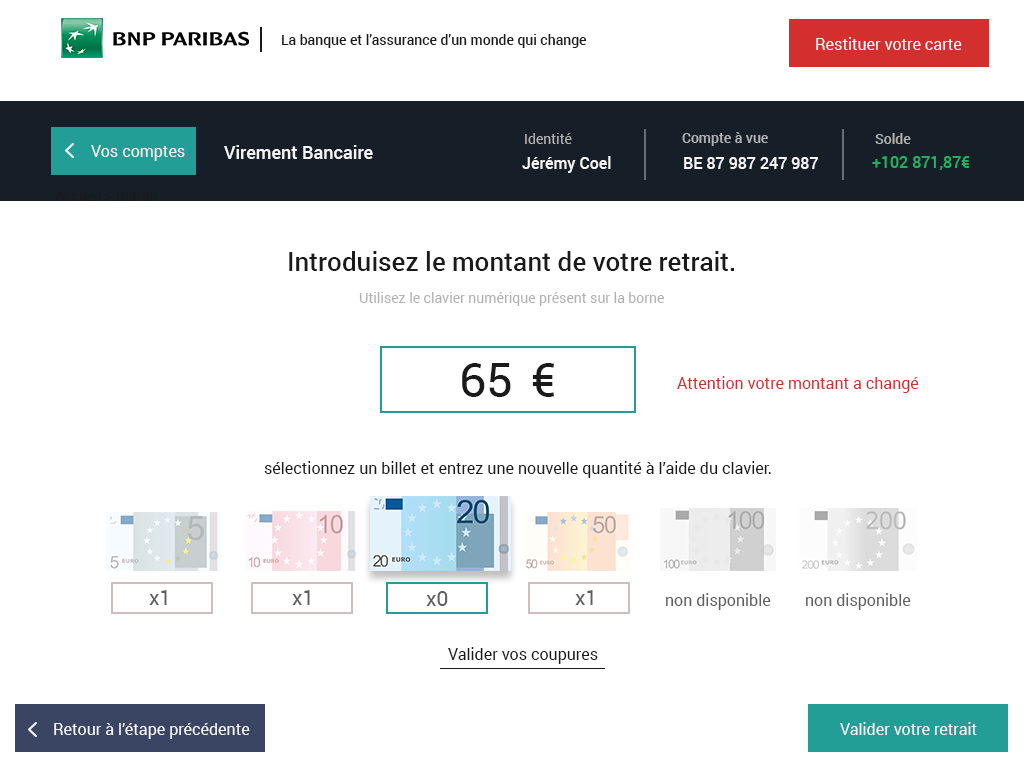 BNP PARIBAS
La banque et l'assurance d'un monde qui change
Restituer votre carte
Vos comptes
Virement Bancaire
Identité
Jérémy Coel
Compte à vue
BE 87 987 247 987
Solde
+102 871,87€
Introduisez le montant de votre retrait.
Utilisez le clavier numérique présent sur la borne
65 €
Attention votre montant a changé
sélectionnez un billet et entrez une nouvelle quantité à l'aide du clavier.
5
5 EURO
10
10 EURO
20
20 EURO
50
50 EURO
100
100 EURO
200
200 EURO
x1
x1
x0
x1
non disponible
non disponible
Valider vos coupures
Retour à l'étape précédente
Valider votre retrait